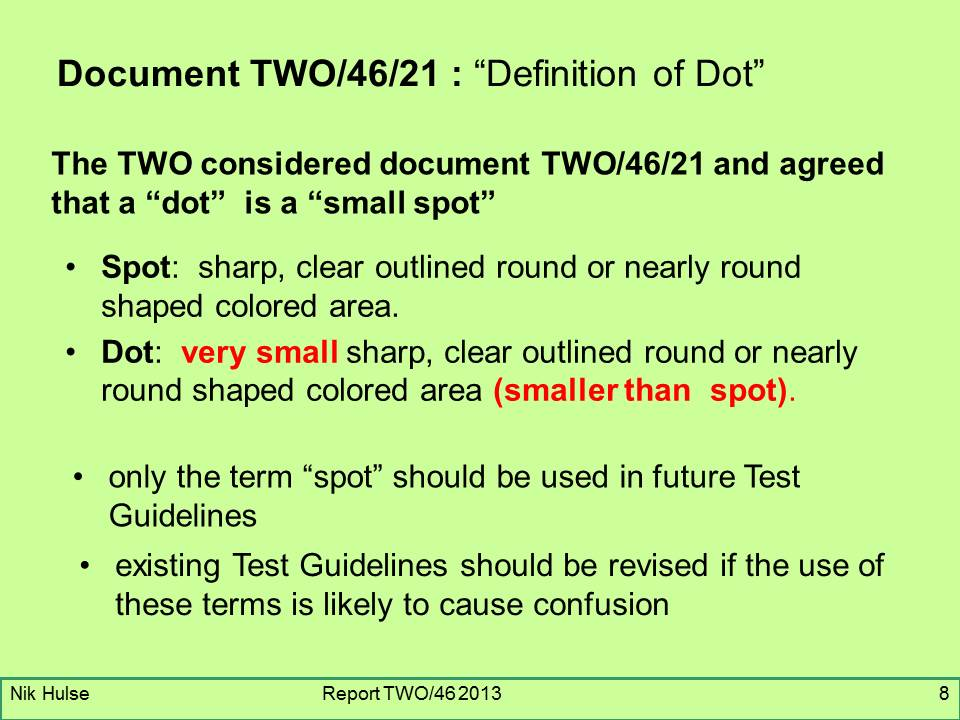 Document TWO/46/21 : “Definition of Dot”
The TWO considered document TWO/46/21 and agreed
that a “dot” is a “small spot”
• Spot: sharp, clear outlined round or nearly round
shaped colored area.
• Dot: very small sharp, clear outlined round or nearly
round shaped colored area (smaller than spot).
• only the term “spot” should be used in future Test
Guidelines
• existing Test Guidelines should be revised if the use of
these terms is likely to cause confusion
Nik Hulse Report TWO/46 2013 8